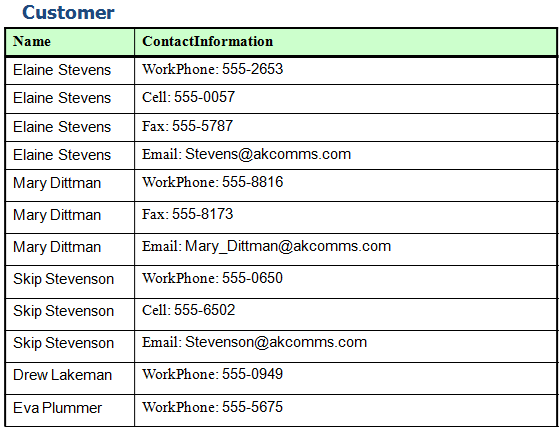 Customer
Name ContactInformation
Elaine Stevens WorkPhone: 555-2653
Elaine Stevens Cell: 555-0057
Elaine Stevens Fax: 555-5787
Elaine Stevens Email: Stevens@akcomms.com
Mary Dittman WorkPhone: 555-8816
Mary Dittman Fax: 555-8173
Mary Dittman Email: Mary_Dittman@akcomms.com
Skip Stevenson WorkPhone: 555-0650
Skip Stevenson Cell: 555-6502
Skip Stevenson Email: Stevenson@akcomms.com
Drew Lakeman WorkPhone: 555-0949
Eva Plummer WorkPhone: 555-5675